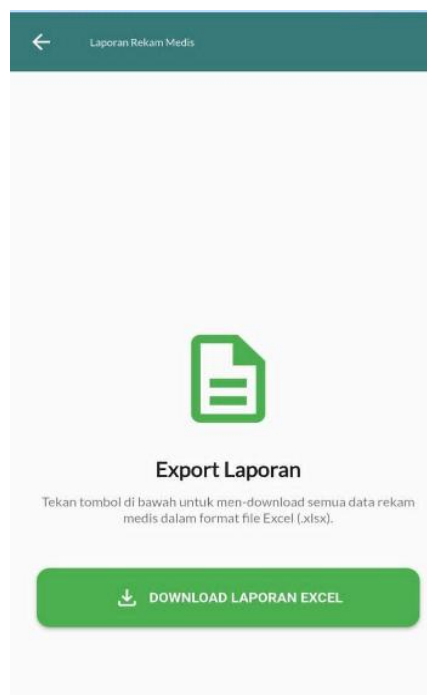 Laporan Rekam Medis
Export Laporan
Tekan tombol di bawah untuk men-download semua data rekam
medis dalam format file Excel (.xlsx).
DOWNLOAD LAPORAN EXCEL